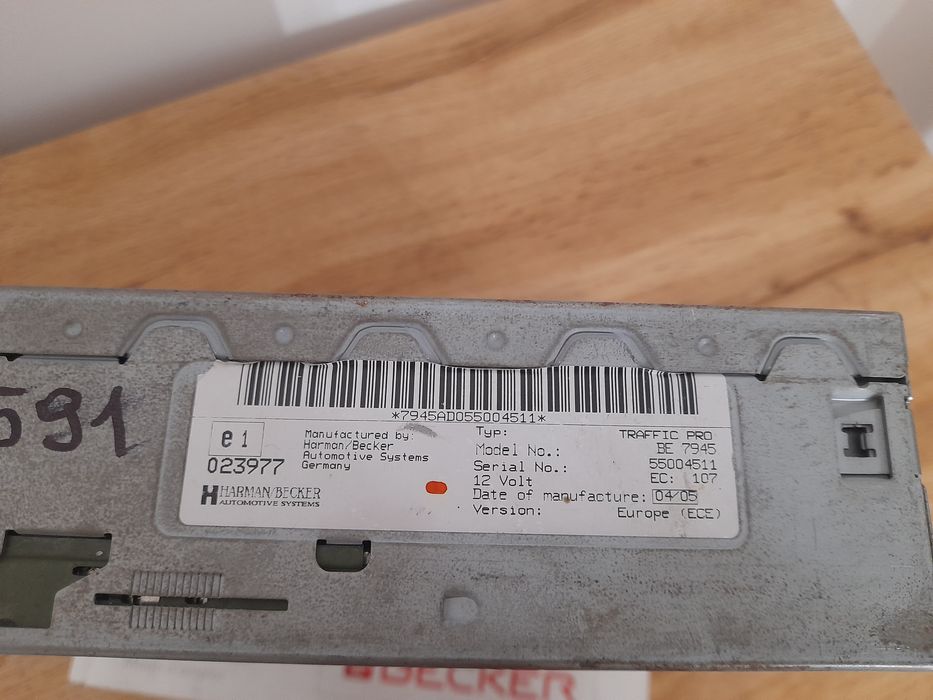 591
*7945AD055004511*
e1
023977
HARMAN/BECKER
AUTOMOTIVE SYSTEMS
Manufactured by:
Harman/Becker
Automotive Systems
Germany
Typ: TRAFFIC PRO
Model No.: BE 7945
Serial No.: 55004511
12 Volt EC: 107
Date of manufacture: 04/05
Version: Europe (ECE)
BECKER